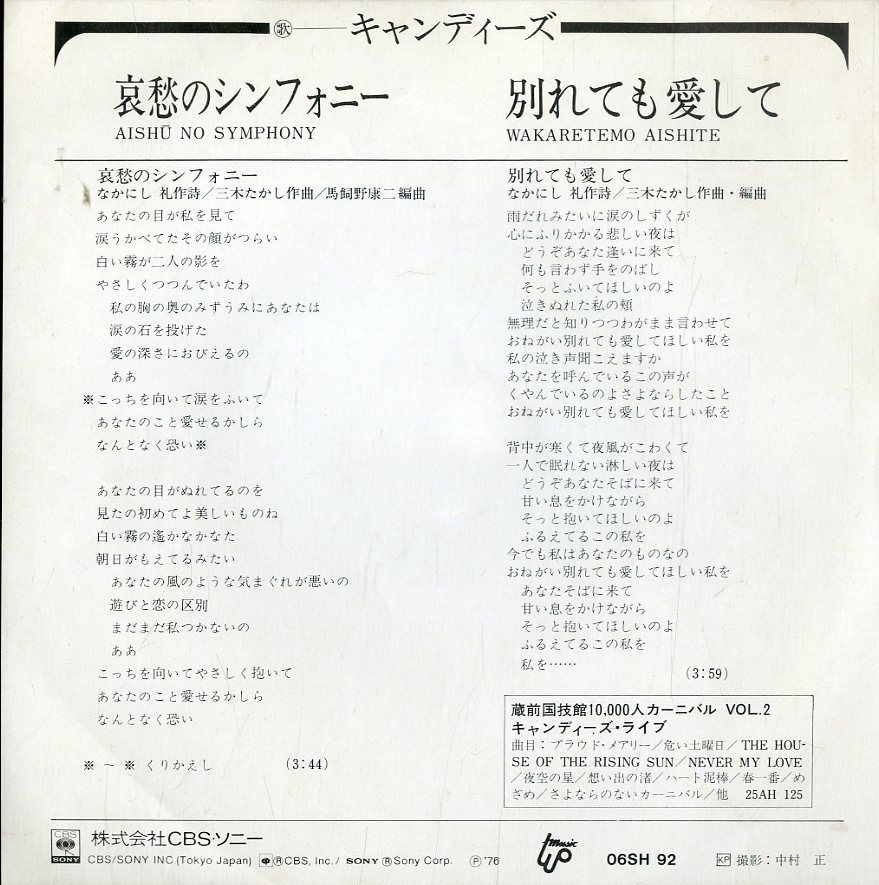 歌 キャンディーズ
哀愁のシンフォニー
AISHŪ NO SYMPHONY
哀愁のシンフォニー
なかにし 礼作詩／三木たかし作曲／馬飼野康二編曲
あなたの目が私を見て
涙うかべてたその顔がつらい
白い霧が二人の影を
やさしくつつんでいたわ
私の胸の奥のみずうみにあなたは
涙の石を投げた
愛の深さにおびえるの
ああ
※こっちを向いて涙をふいて
あなたのこと愛せるかしら
なんとなく恐い※
あなたの目がぬれてるのを
見たの初めてよ美しいものね
白い霧の遙かなかなた
朝日がもえてるみたい
あなたの風のような気まぐれが悪いの
遊びと恋の区別
まだまだ私つかないの
ああ
こっちを向いてやさしく抱いて
あなたのこと愛せるかしら
なんとなく恐い
※ ～ ※ くりかえし (3:44)
別れても愛して
WAKARETEMO AISHITE
別れても愛して
なかにし 礼作詩／三木たかし作曲・編曲
雨だれみたいに涙のしずくが
心にふりかかる悲しい夜は
どうぞあなた逢いに来て
何も言わず手をのばし
そっとふいてほしいのよ
泣きぬれた私の頬
無理だと知りつつわがまま言わせて
おねがい別れても愛してほしい私を
私の泣き声聞こえますか
あなたを呼んでいるこの声が
くやんでいるのよさよならしたこと
おねがい別れても愛してほしい私を
背中が寒くて夜風がこわくて
一人で眠れない淋しい夜は
どうぞあなたそばに来て
甘い息をかけながら
そっと抱いてほしいのよ
ふるえてるこの私を
今でも私はあなたのものなの
おねがい別れても愛してほしい私を
あなたそばに来て
甘い息をかけながら
そっと抱いてほしいのよ
ふるえてるこの私を
私を……
(3:59)
蔵前国技館10,000人カーニバル VOL.2
キャンディーズ・ライブ
曲目：プラウド・メアリー／危い土曜日／THE HOU-
SE OF THE RISING SUN／NEVER MY LOVE
／夜空の星／想い出の渚／ハート泥棒／春一番／め
ざめ／さよならのないカーニバル／他 25AH 125
CBS SONY 株式会社CBS・ソニー
CBS/SONY INC.(Tokyo Japan) ®CBS, Inc./ SONY ®Sony Corp. ℗'76
music up
06SH 92
KP 撮影：中村 正